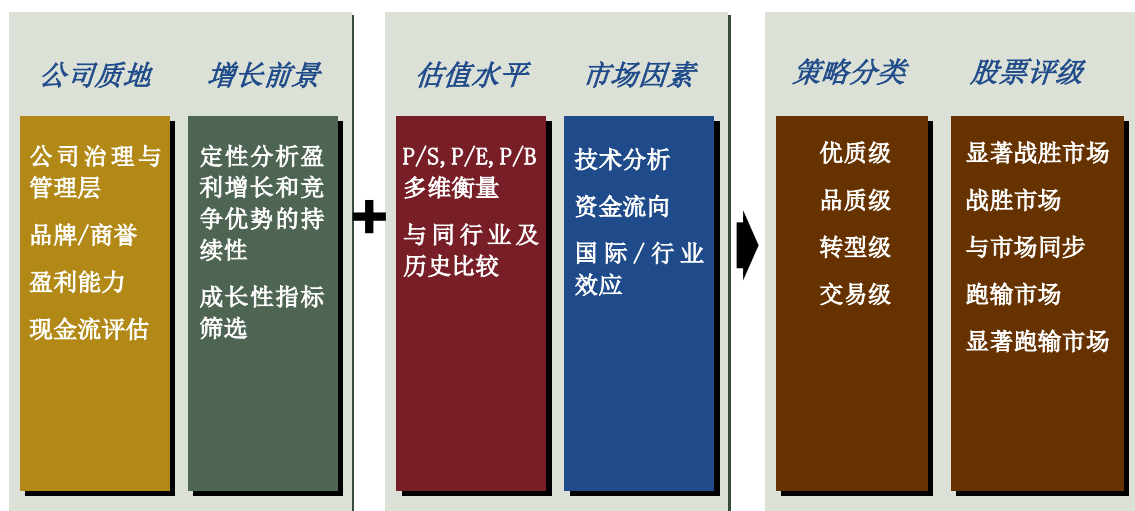 公司质地
公司治理与
管理层
品牌/商誉
盈利能力
现金流评估
增长前景
定性分析盈
利增长和竞
争优势的持
续性
成长性指标
筛选
估值水平
P/S,P/E,P/B
多维衡量
与同行业及
历史比较
市场因素
技术分析
资金流向
国际/行业
效应
策略分类
优质级
品质级
转型级
交易级
股票评级
显著战胜市场
战胜市场
与市场同步
跑输市场
显著跑输市场